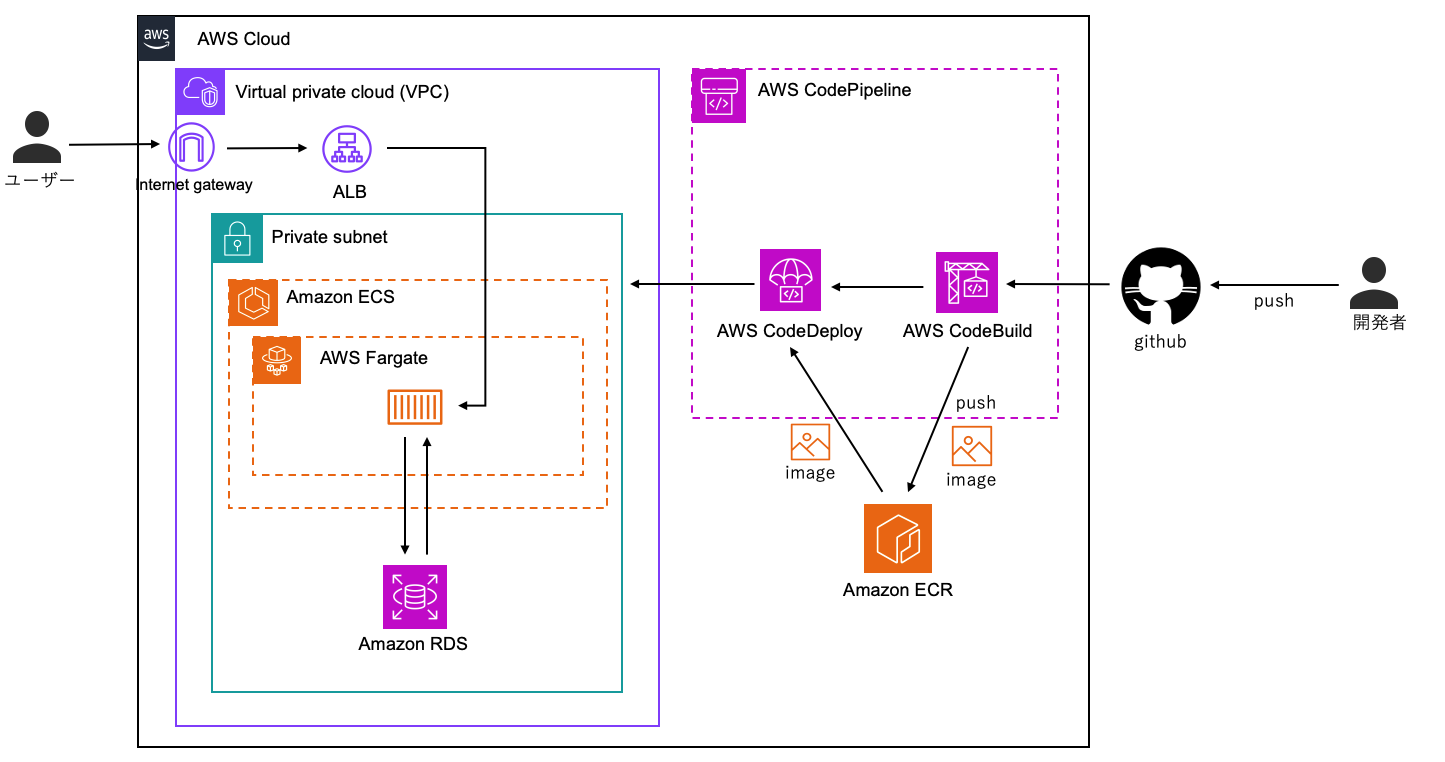 aws
AWS Cloud
Virtual private cloud (VPC)
AWS CodePipeline
ユーザー
Internet gateway
ALB
Private subnet
Amazon ECS
AWS Fargate
AWS CodeDeploy
AWS CodeBuild
github
push
開発者
push
image
image
Amazon ECR
Amazon RDS